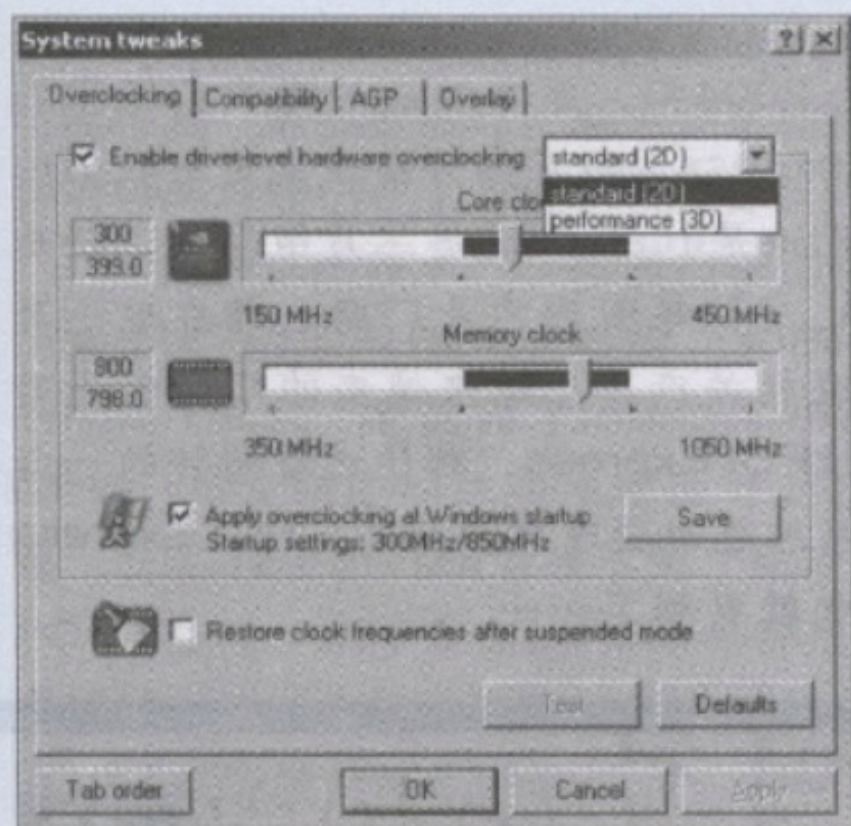 System tweaks
Overclocking Compatibility AGP Overlay
Enable driver-level hardware overclocking standard (2D)
standard (2D)
performance (3D)
Core clo
300
399.0
150 MHz 450 MHz
Memory clock
800
798.0
350 MHz 1050 MHz
Apply overclocking at Windows startup
Startup settings: 300MHz/850MHz
Save
Restore clock frequencies after suspended mode
Test Defaults
Tab order OK Cancel Apply